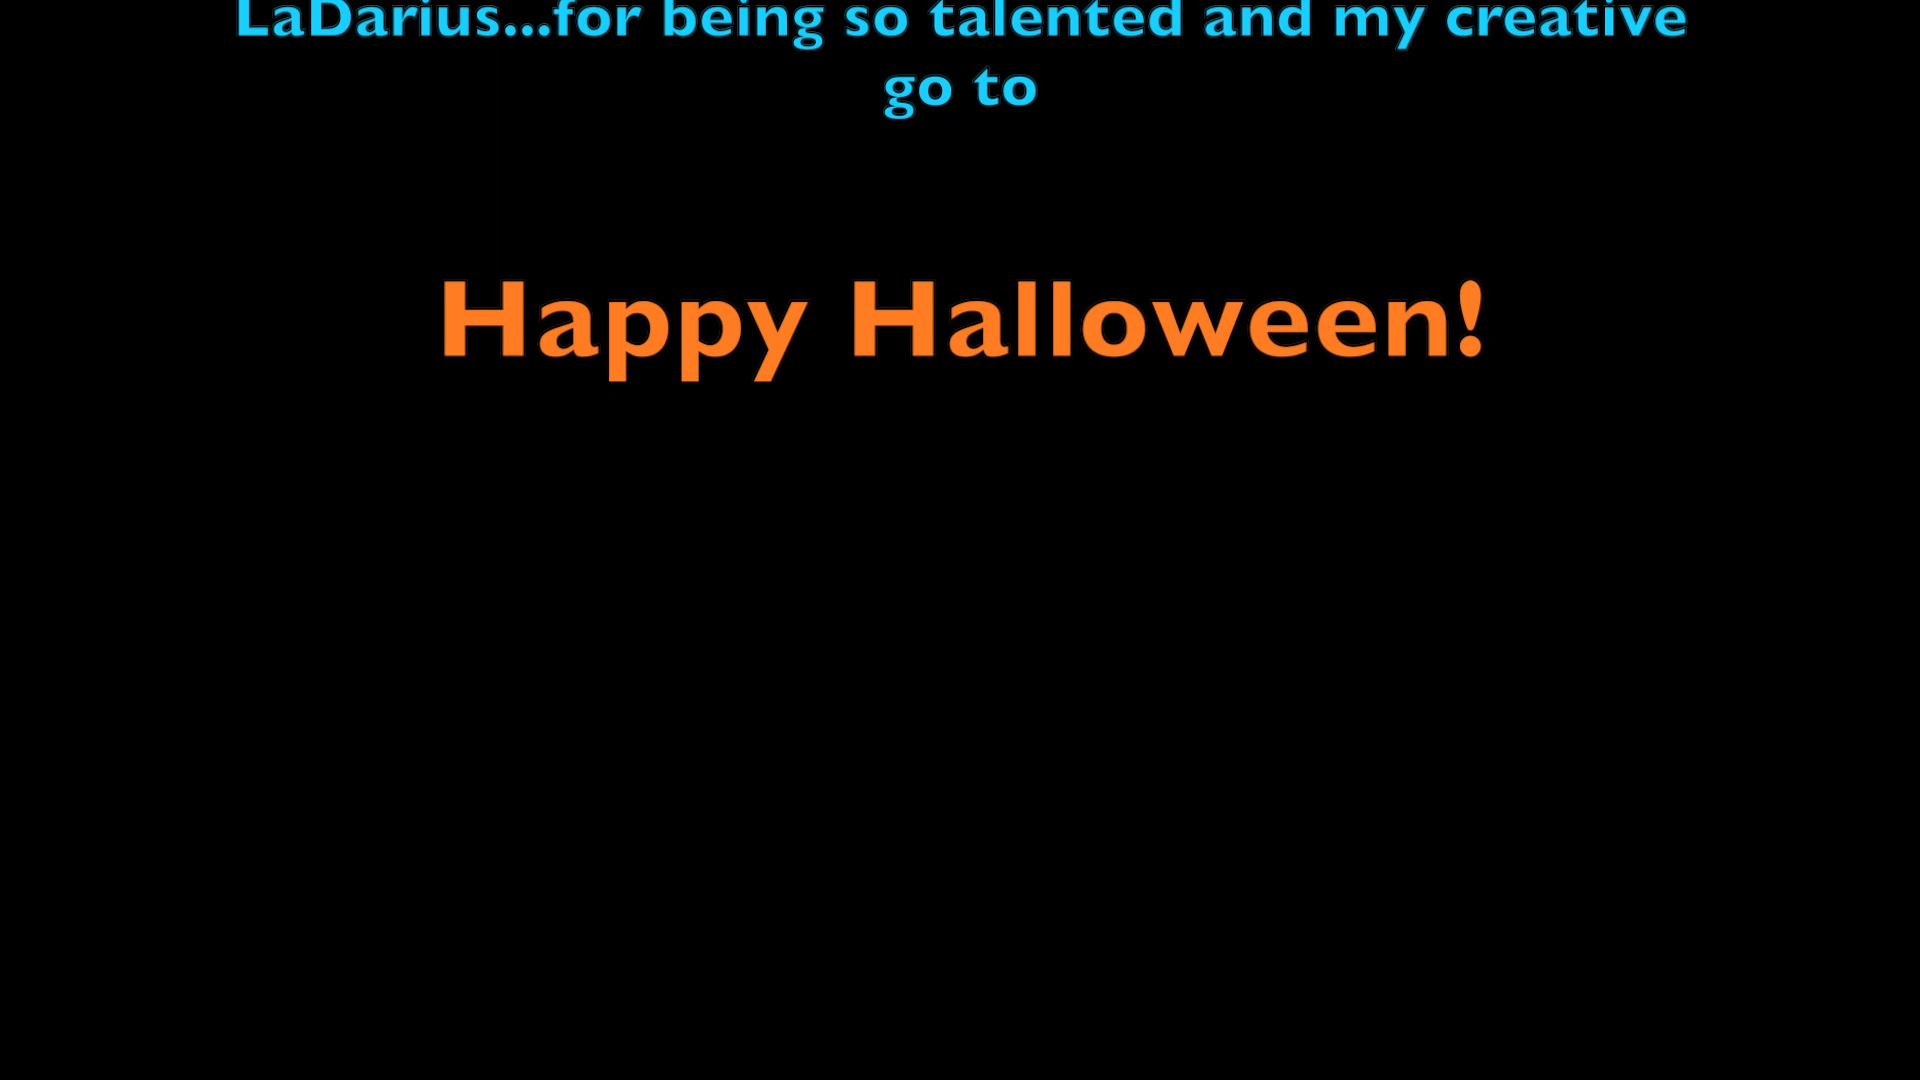 LaDarius...for being so talented and my creative
go to
Happy Halloween!